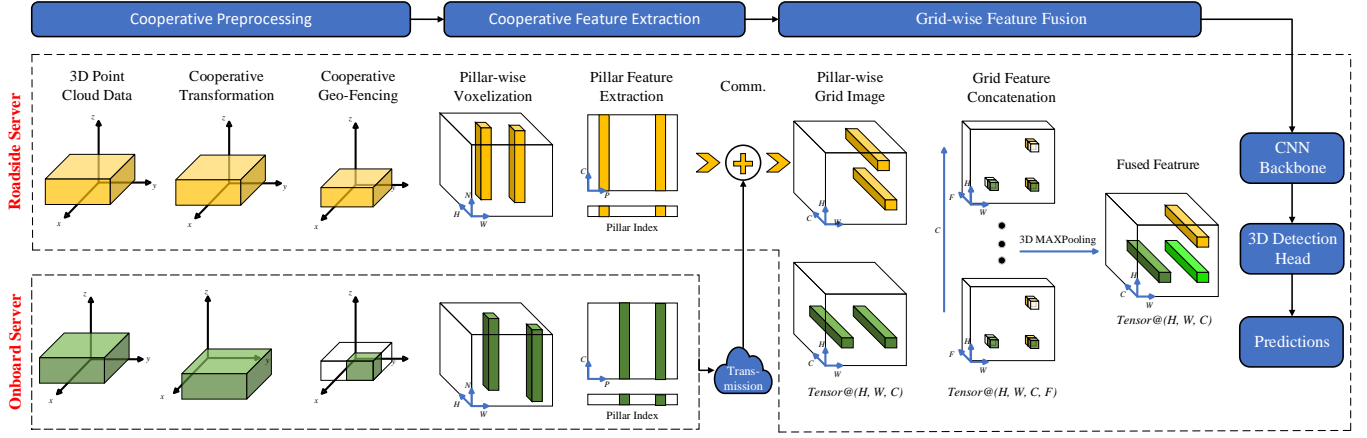 Cooperative Preprocessing
Cooperative Feature Extraction
Grid-wise Feature Fusion
Roadside Server
3D Point
Cloud Data
Cooperative
Transformation
Cooperative
Geo-Fencing
Pillar-wise
Voxelization
Pillar Feature
Extraction
Comm.
Pillar-wise
Grid Image
Grid Feature
Concatenation
z
y
x
z
y
x
z
y
x
N
H
W
C
P
Pillar Index
H
C
W
H
F
W
C
3D MAXPooling
Fused Featrure
H
C
W
Tensor@(H, W, C)
CNN
Backbone
3D Detection
Head
Predictions
Onboard Server
z
y
x
z
y
x
z
y
x
N
H
W
C
P
Pillar Index
Trans-
mission
H
C
W
Tensor@(H, W, C)
H
F
W
Tensor@(H, W, C, F)